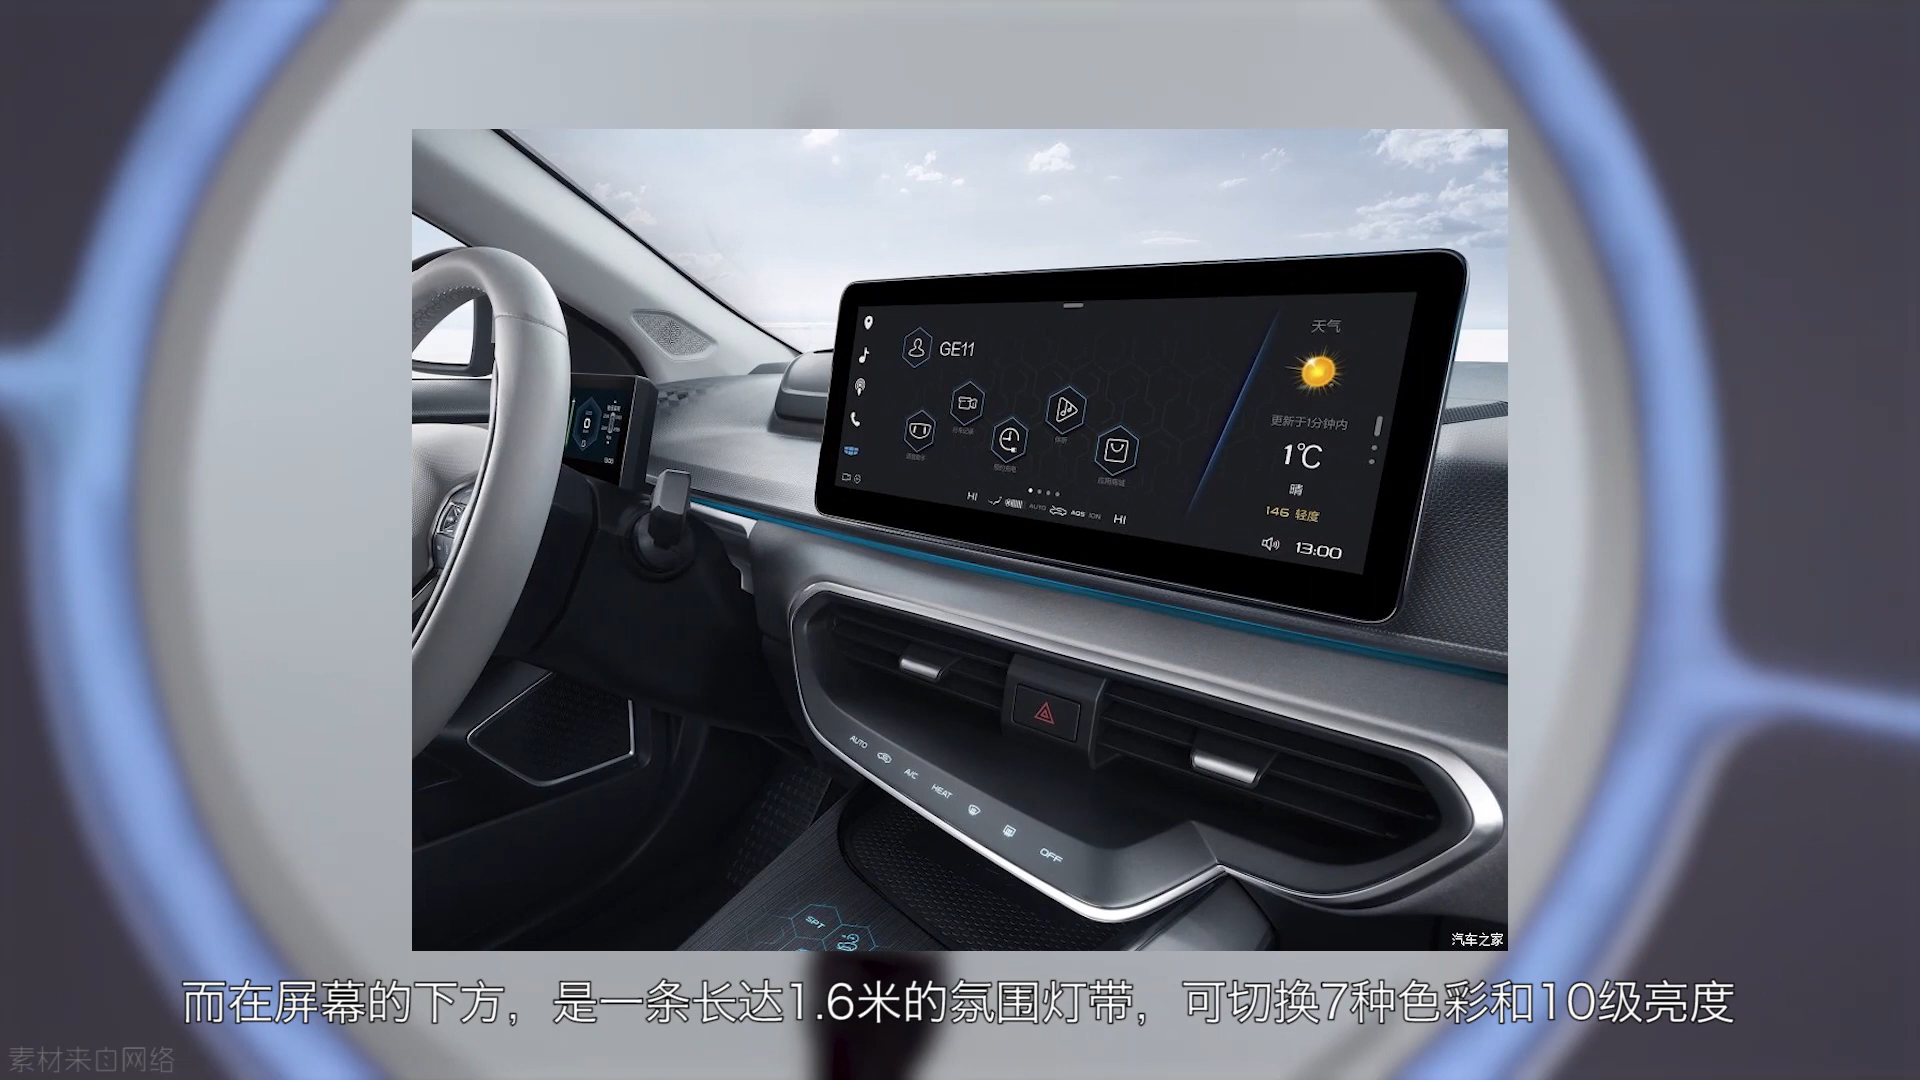 天气
GE11
更新于1分钟内
1℃
晴
146 轻度
HI
AUTO
AQS
ION
HI
13:00
0
AUTO
A/C
HEAT
OFF
SPT
汽车之家
而在屏幕的下方，是一条长达1.6米的氛围灯带，可切换7种色彩和10级亮度
素材来自网络